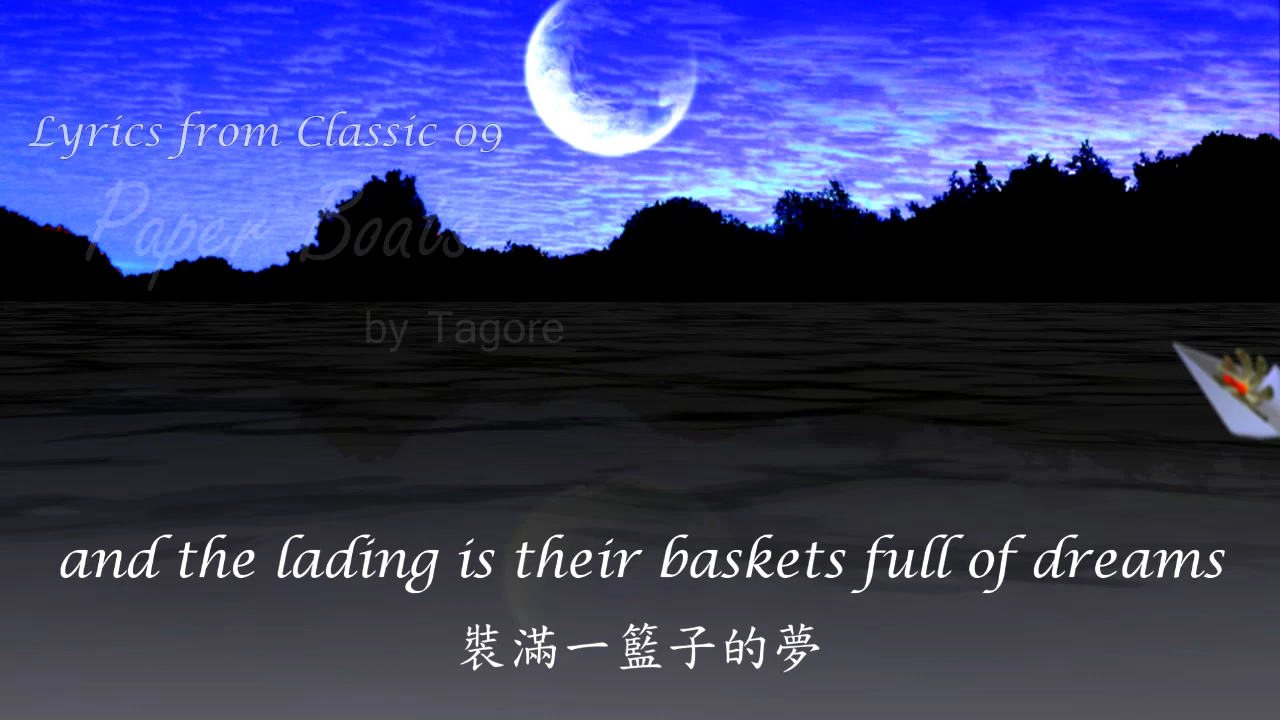 Lyrics from Classic 09
Paper Boats
by Tagore
and the lading is their baskets full of dreams
裝滿一籃子的夢